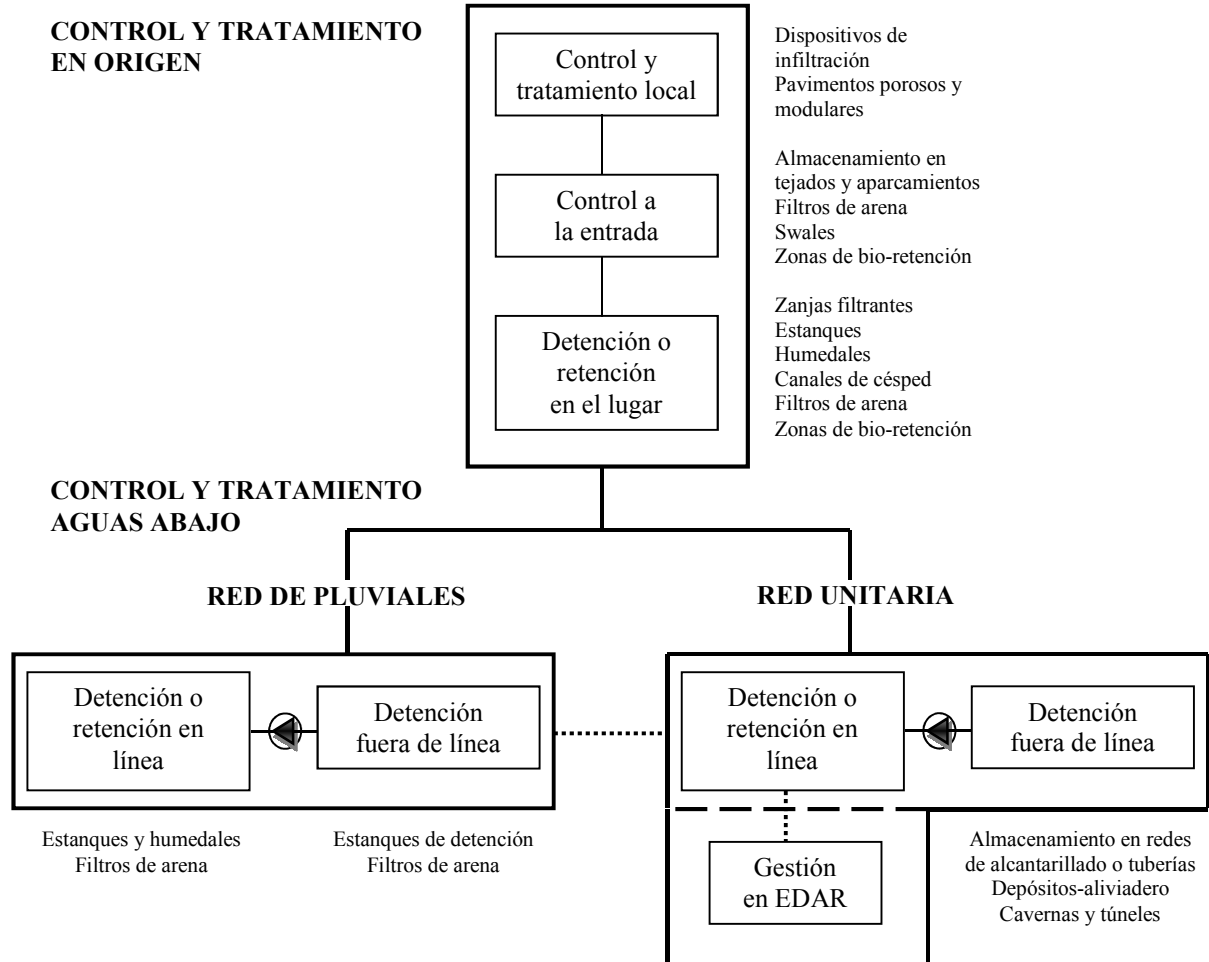 CONTROL Y TRATAMIENTO
EN ORIGEN
Control y
tratamiento local
Dispositivos de
infiltración
Pavimentos porosos y
modulares
Control a
la entrada
Almacenamiento en
tejados y aparcamientos
Filtros de arena
Swales
Zonas de bio-retención
Detención o
retención
en el lugar
Zanjas filtrantes
Estanques
Humedales
Canales de césped
Filtros de arena
Zonas de bio-retención
CONTROL Y TRATAMIENTO
AGUAS ABAJO
RED DE PLUVIALES
RED UNITARIA
Detención o
retención en
línea
Detención
fuera de línea
Detención o
retención en
línea
Detención
fuera de línea
Estanques y humedales
Filtros de arena
Estanques de detención
Filtros de arena
Gestión
en EDAR
Almacenamiento en redes
de alcantarillado o tuberías
Depósitos-aliviadero
Cavernas y túneles